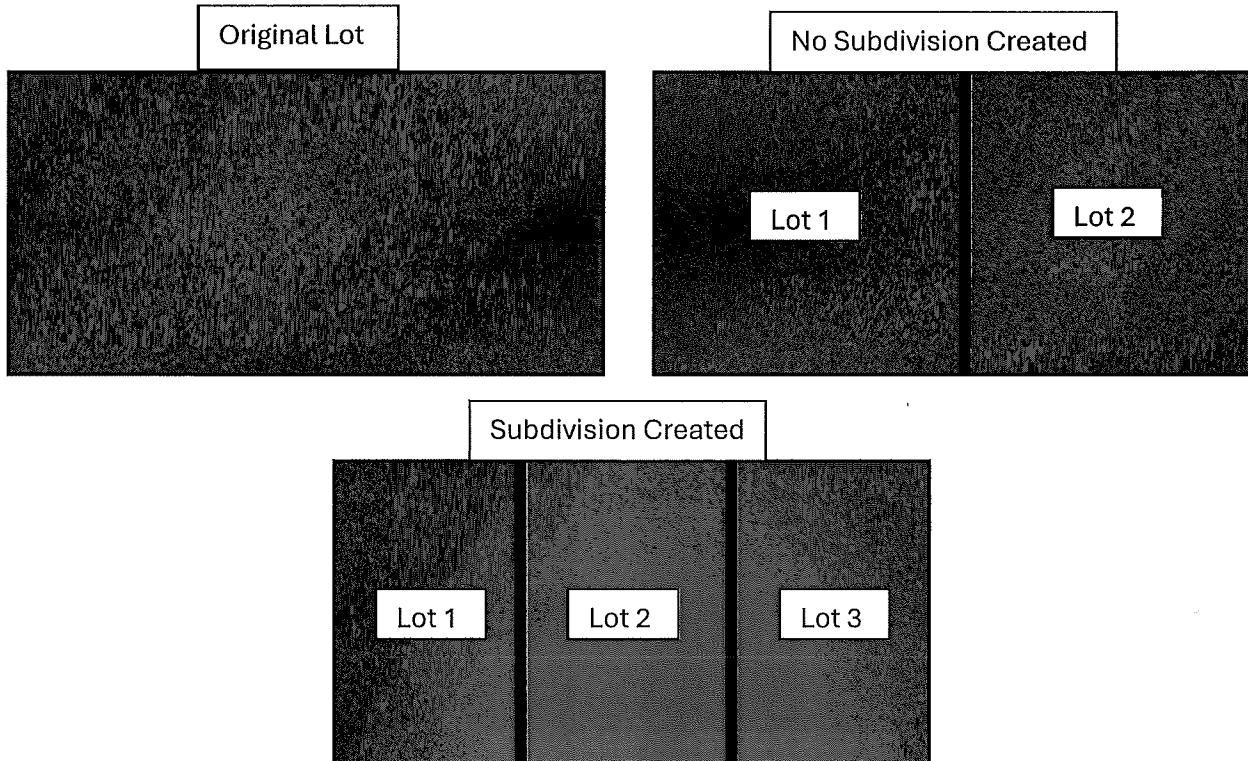 Original Lot
No Subdivision Created
Lot 1
Lot 2
Subdivision Created
Lot 1
Lot 2
Lot 3